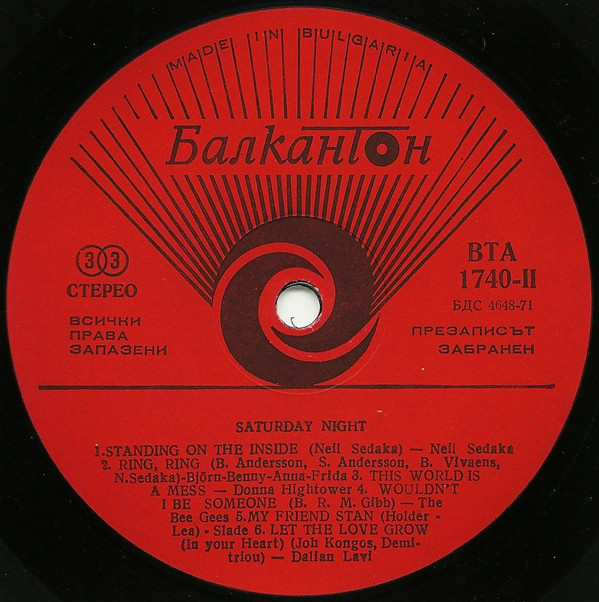 MADE IN BULGARIA
Балкантон
33
СТЕРЕО
ВСИЧКИ
ПРАВА
ЗАПАЗЕНИ
ВТА
1740-II
БДС 4648-71
ПРЕЗАПИСЪТ
ЗАБРАНЕН
SATURDAY NIGHT
1.STANDING ON THE INSIDE (Neil Sedaka) — Neil Sedaka
2. RING, RING (B. Andersson, S. Andersson, B. Vivaens,
N.Sedaka)-Björn-Benny-Anna-Frida 3. THIS WORLD IS
A MESS — Donna Hightower 4. WOULDN'T
I BE SOMEONE (B. R. M. Gibb) — The
Bee Gees 5.MY FRIEND STAN (Holder -
Lea) - Slade 6. LET THE LOVE GROW
(In your Heart) (Joh Kongos, Demi-
triou) — Dalian Lavi